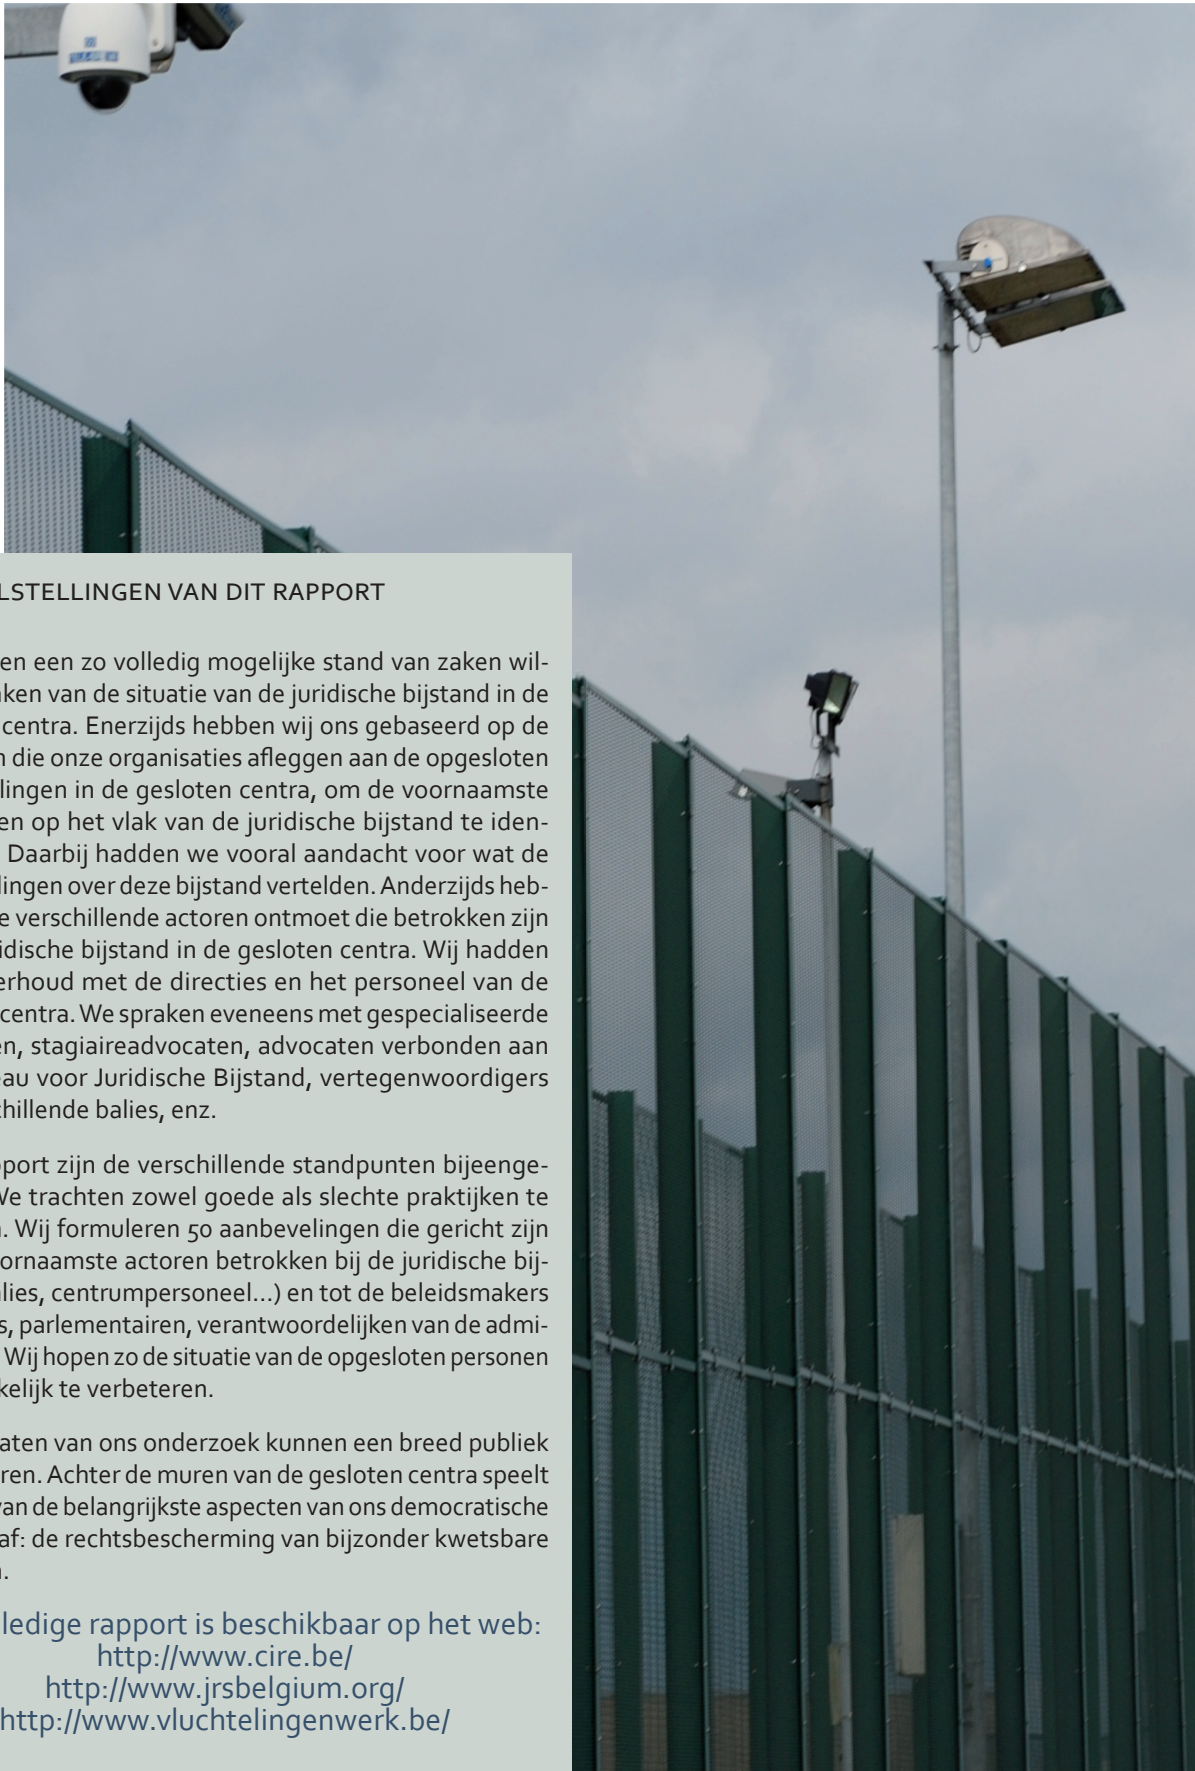 LSTELLINGEN VAN DIT RAPPORT
en een zo volledig mogelijke stand van zaken wil-
ken van de situatie van de juridische bijstand in de
centra. Enerzijds hebben wij ons gebaseerd op de
n die onze organisaties afleggen aan de opgesloten
lingen in de gesloten centra, om de voornaamste
en op het vlak van de juridische bijstand te iden-
Daarbij hadden we vooral aandacht voor wat de
lingen over deze bijstand vertelden. Anderzijds heb-
e verschillende actoren ontmoet die betrokken zijn
idische bijstand in de gesloten centra. Wij hadden
erhoud met de directies en het personeel van de
centra. We spraken eveneens met gespecialiseerde
en, stagiaireadvocaten, advocaten verbonden aan
au voor Juridische Bijstand, vertegenwoordigers
chillende balies, enz.
pport zijn de verschillende standpunten bijeenge-
We trachten zowel goede als slechte praktijken te
n. Wij formuleren 50 aanbevelingen die gericht zijn
oornaamste actoren betrokken bij de juridische bij-
lies, centrumpersoneel...) en tot de beleidsmakers
s, parlementairen, verantwoordelijken van de admi-
Wij hopen zo de situatie van de opgesloten personen
kelijk te verbeteren.
aten van ons onderzoek kunnen een breed publiek
ren. Achter de muren van de gesloten centra speelt
van de belangrijkste aspecten van ons democratische
af: de rechtsbescherming van bijzonder kwetsbare
n.
ledige rapport is beschikbaar op het web:
http://www.cire.be/
http://www.jrsbelgium.org/
http://www.vluchtelingenwerk.be/